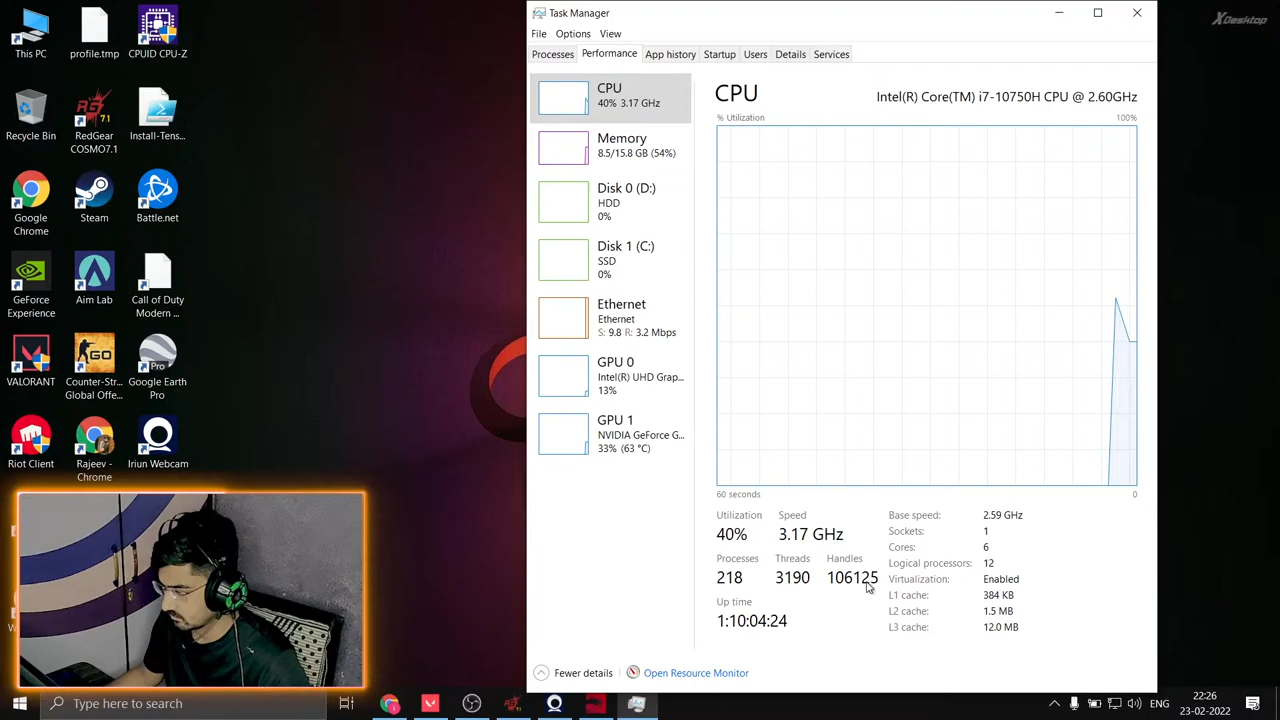 This PC
profile.tmp
CPUID CPU-Z
Recycle Bin
RedGear
COSMO7.1
Install-Tens...
Google
Chrome
Steam
Battle.net
GeForce
Experience
Aim Lab
Call of Duty
Modern ...
VALORANT
Counter-Str...
Global Offe...
Google Earth
Pro
Riot Client
Rajeev -
Chrome
Iriun Webcam
Task Manager
File Options View
Processes Performance App history Startup Users Details Services
CPU
40% 3.17 GHz
Memory
8.5/15.8 GB (54%)
Disk 0 (D:)
HDD
0%
Disk 1 (C:)
SSD
0%
Ethernet
Ethernet
S: 9.8 R: 3.2 Mbps
GPU 0
Intel(R) UHD Grap...
13%
GPU 1
NVIDIA GeForce G...
33% (63 °C)
CPU
Intel(R) Core(TM) i7-10750H CPU @ 2.60GHz
% Utilization 100%
60 seconds 0
Utilization Speed
40% 3.17 GHz
Processes Threads Handles
218 3190 106125
Up time
1:10:04:24
Base speed: 2.59 GHz
Sockets: 1
Cores: 6
Logical processors: 12
Virtualization: Enabled
L1 cache: 384 KB
L2 cache: 1.5 MB
L3 cache: 12.0 MB
Fewer details Open Resource Monitor
XDesktop
Type here to search
ENG
22:26
23-02-2022